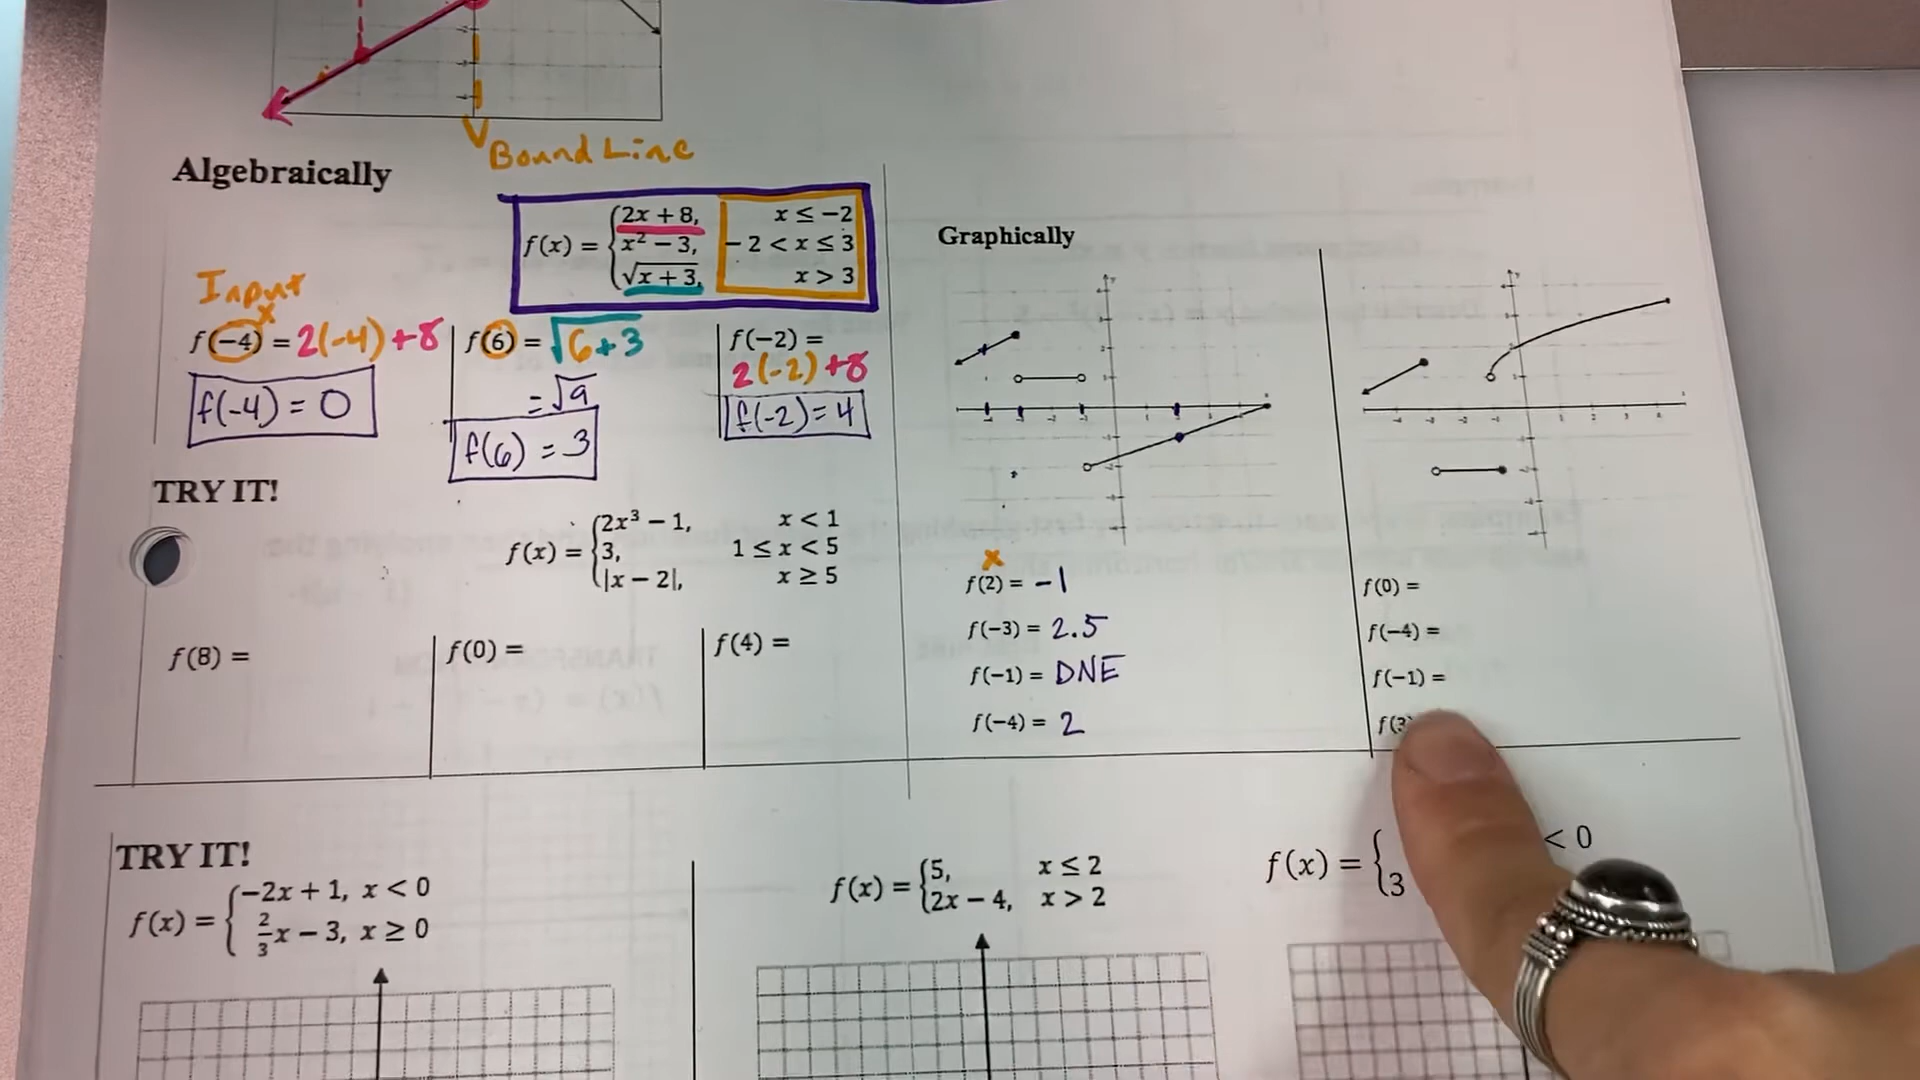 Bound Line
Algebraically
f(x) = {2x + 8, x ≤ −2
x² − 3, −2 < x ≤ 3
√x + 3, x > 3
Input
x
f(−4) = 2(-4)+8
f(-4) = 0
f(6) = √6+3
= √9
f(6) = 3
f(−2) =
2(-2)+8
f(-2)=4
TRY IT!
f(x) = {2x³ − 1, x < 1
3, 1 ≤ x < 5
|x − 2|, x ≥ 5
f(8) =
f(0) =
f(4) =
Graphically
x
f(2) = -1
f(−3) = 2.5
f(−1) = DNE
f(−4) = 2
f(0) =
f(−4) =
f(−1) =
f(3)
TRY IT!
f(x) = {−2x + 1, x < 0
2/3x − 3, x ≥ 0
f(x) = {5, x ≤ 2
2x − 4, x > 2
f(x) = { < 0
3